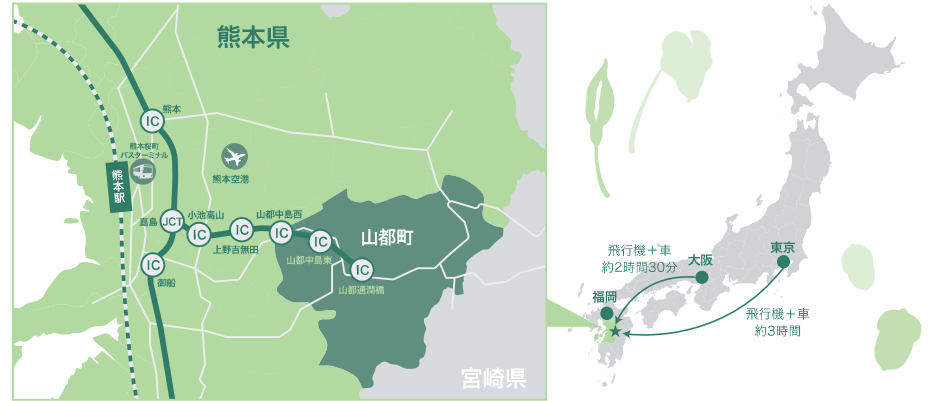 熊本県
熊本
IC
熊本桜町
バスターミナル
熊本駅
熊本空港
嘉島
JCT
小池高山
IC
IC
上野吉無田
山都中島西
IC
IC
山都中島東
IC
山都通潤橋
山都町
IC
御船
宮崎県
飛行機＋車
約2時間30分
大阪
東京
福岡
飛行機＋車
約3時間